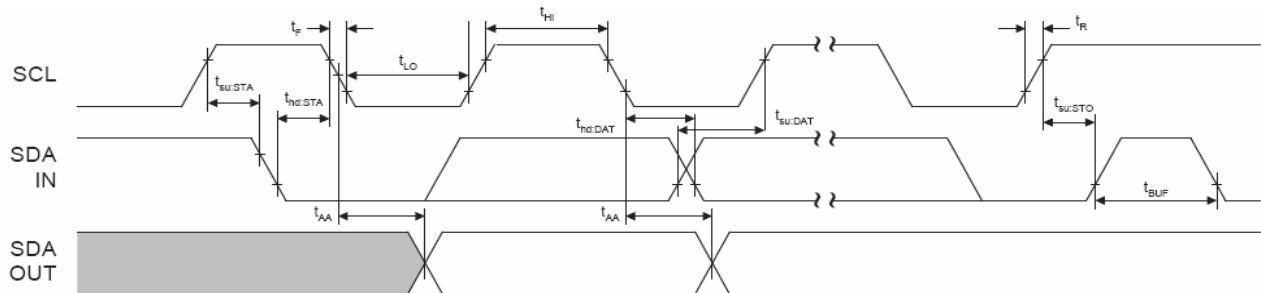 tF
tHI
tR
SCL
tLO
tsu:STA
thd:STA
tsu:STO
thd:DAT
tsu:DAT
SDA
IN
tBUF
tAA
tAA
SDA
OUT